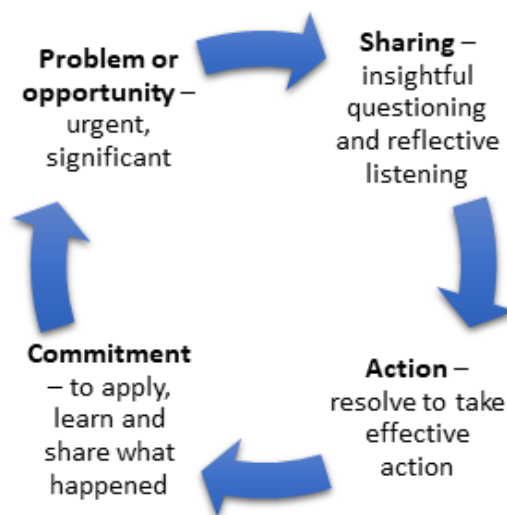 Problem or
opportunity –
urgent,
significant
Sharing –
insightful
questioning
and reflective
listening
Action –
resolve to take
effective
action
Commitment
– to apply,
learn and
share what
happened